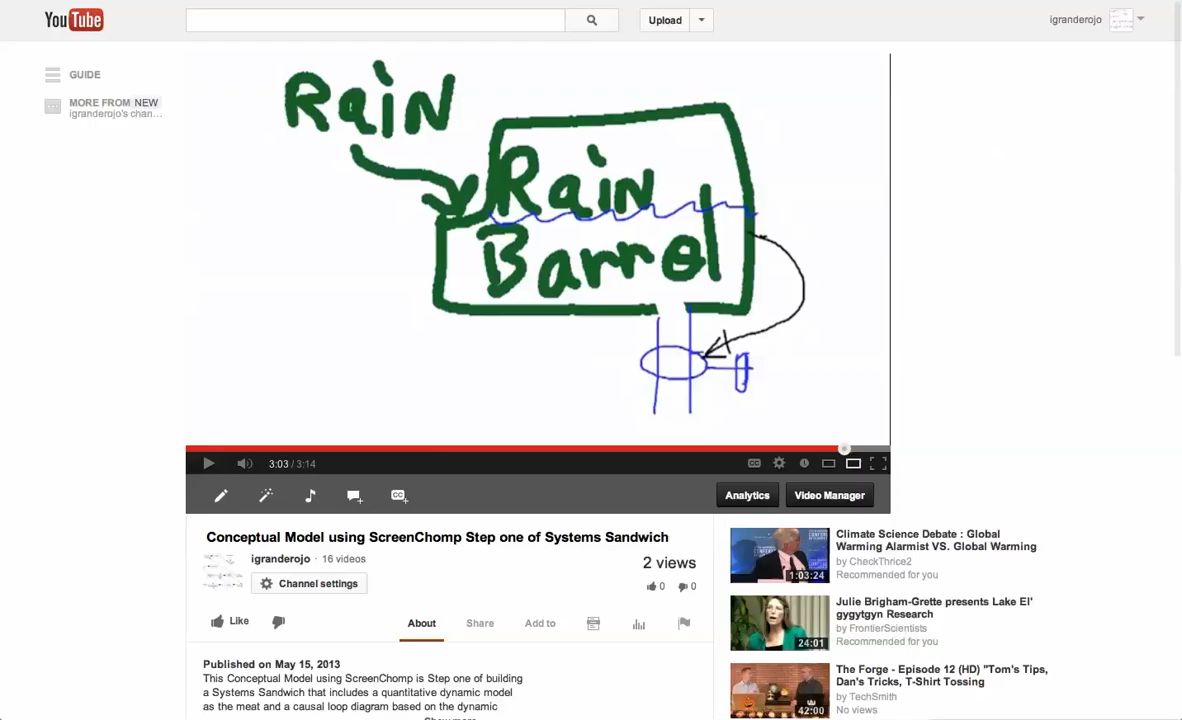 YouTube
Upload
igranderojo
GUIDE
MORE FROM NEW
igranderojo's chan...
Rain
Rain
Barrel
3:03 / 3:14
CC
CC
Analytics
Video Manager
Conceptual Model using ScreenChomp Step one of Systems Sandwich
igranderojo · 16 videos
Channel settings
2 views
0 0
Like
About
Share
Add to
Published on May 15, 2013
This Conceptual Model using ScreenChomp is Step one of building
a Systems Sandwich that includes a quantitative dynamic model
as the meat and a causal loop diagram based on the dynamic
Show more
Climate Science Debate : Global
Warming Alarmist VS. Global Warming
by CheckThrice2
Recommended for you
1:03:24
Julie Brigham-Grette presents Lake El'
gygytgyn Research
by FrontierScientists
Recommended for you
24:01
The Forge - Episode 12 (HD) "Tom's Tips,
Dan's Tricks, T-Shirt Tossing
by TechSmith
No views
42:00